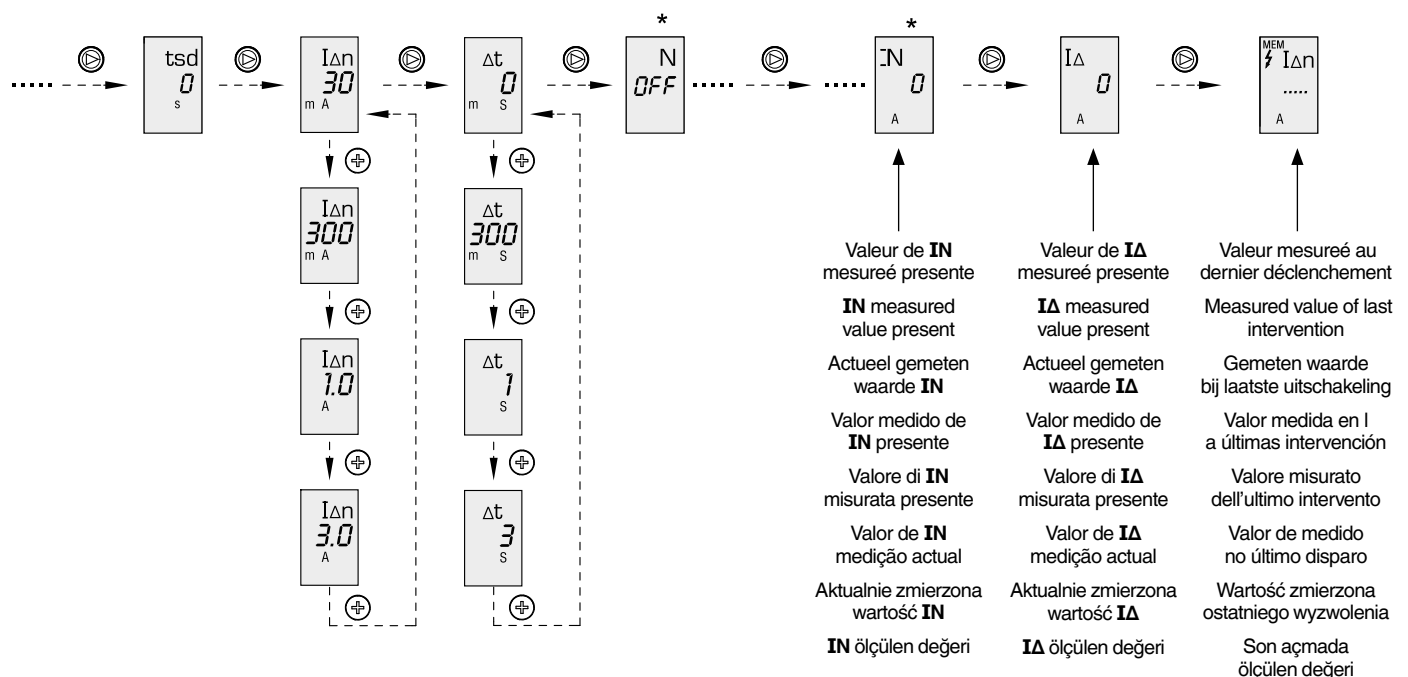 *
*
tsd
0
s
IΔn
30
m A
Δt
0
m S
N
OFF
IN
0
A
IΔ
0
A
MEM
IΔn
.....
A
IΔn
300
m A
Δt
300
m S
IΔn
1.0
A
Δt
1
S
IΔn
3.0
A
Δt
3
S
Valeur de IN
mesureé presente
IN measured
value present
Actueel gemeten
waarde IN
Valor medido de
IN presente
Valore di IN
misurata presente
Valor de IN
medição actual
Aktualnie zmierzona
wartość IN
IN ölçülen değeri
Valeur de IΔ
mesureé presente
IΔ measured
value present
Actueel gemeten
waarde IΔ
Valor medido de
IΔ presente
Valore di IΔ
misurata presente
Valor de IΔ
medição actual
Aktualnie zmierzona
wartość IΔ
IΔ ölçülen değeri
Valeur mesureé au
dernier déclenchement
Measured value of last
intervention
Gemeten waarde
bij laatste uitschakeling
Valor medida en l
a últimas intervención
Valore misurato
dell'ultimo intervento
Valor de medido
no último disparo
Wartość zmierzona
ostatniego wyzwolenia
Son açmada
ölcülen değeri